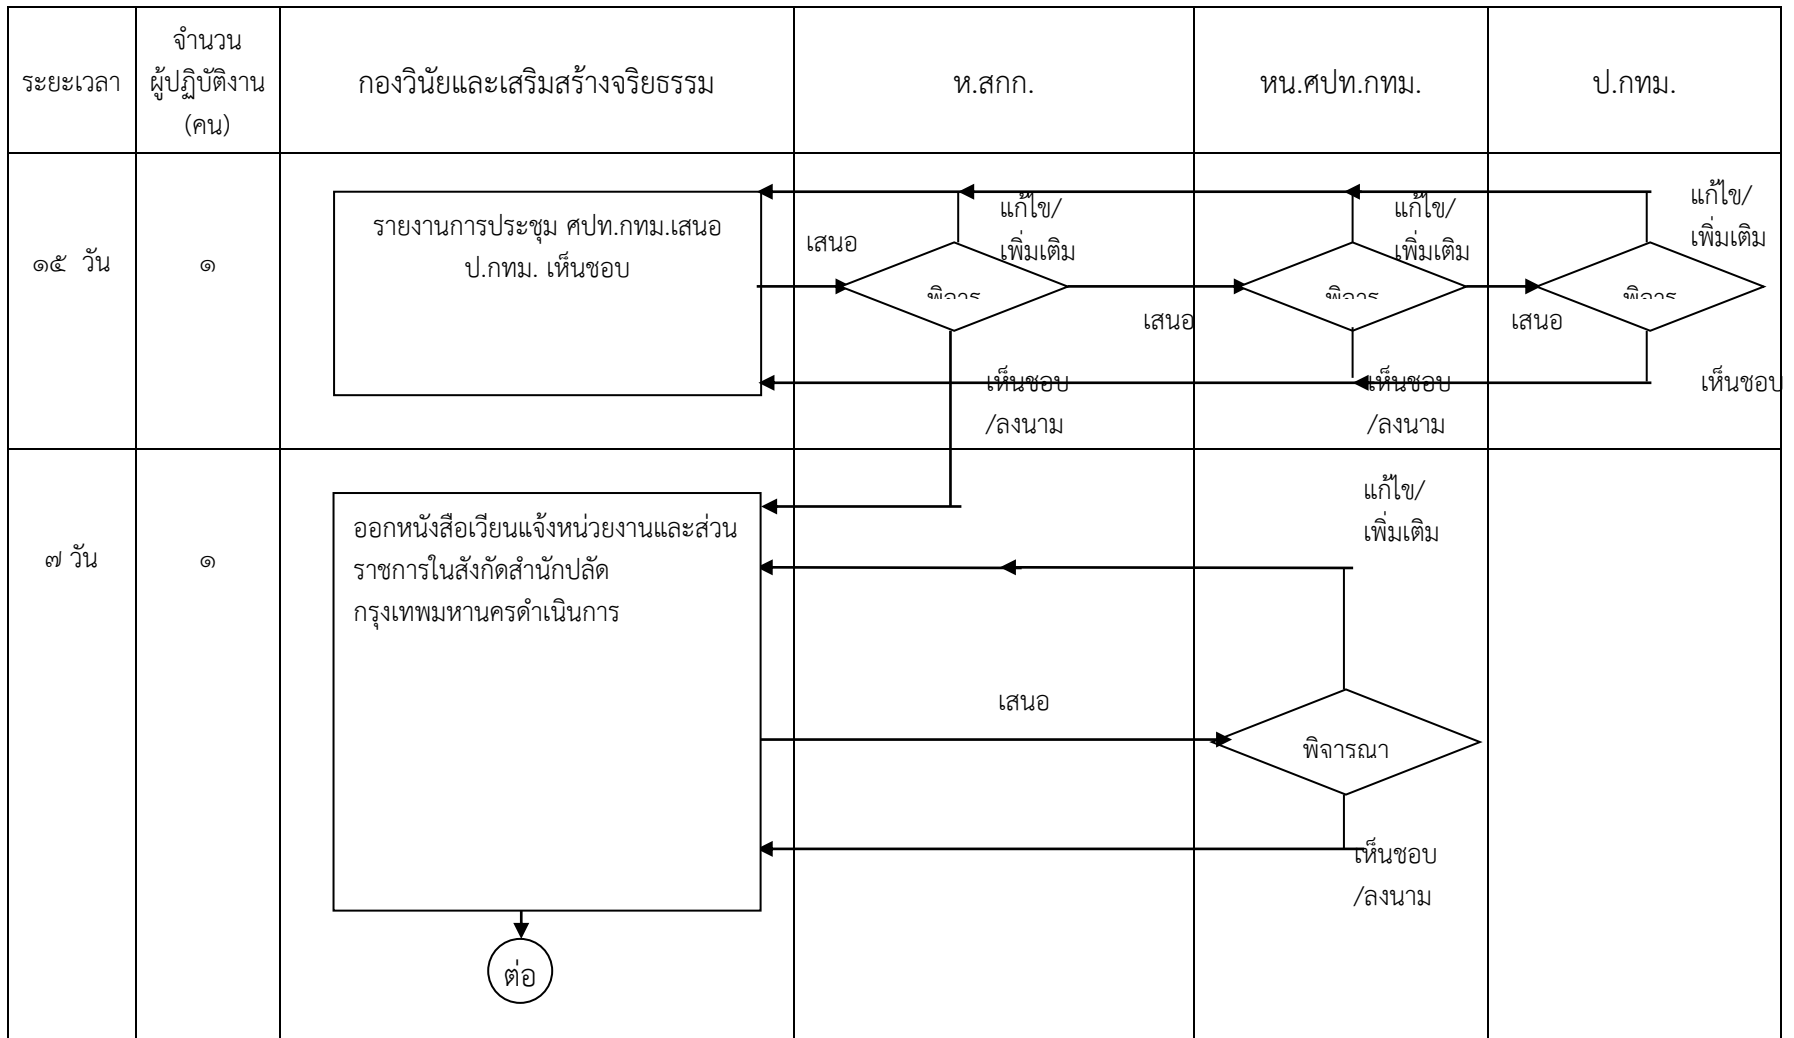 ระยะเวลา
จำนวน
ผู้ปฏิบัติงาน
(คน)
กองวินัยและเสริมสร้างจริยธรรม
ห.สกก.
หน.ศปท.กทม.
ป.กทม.
๑๕ วัน
๑
รายงานการประชุม ศปท.กทม.เสนอ
ป.กทม. เห็นชอบ
เสนอ
แก้ไข/
เพิ่มเติม
พิจาร
เสนอ
เห็นชอบ
/ลงนาม
แก้ไข/
เพิ่มเติม
พิจาร
เสนอ
เห็นชอบ
/ลงนาม
แก้ไข/
เพิ่มเติม
พิจาร
เห็นชอบ
๗ วัน
๑
ออกหนังสือเวียนแจ้งหน่วยงานและส่วน
ราชการในสังกัดสำนักปลัด
กรุงเทพมหานครดำเนินการ
เสนอ
แก้ไข/
เพิ่มเติม
พิจารณา
เห็นชอบ
/ลงนาม
ต่อ